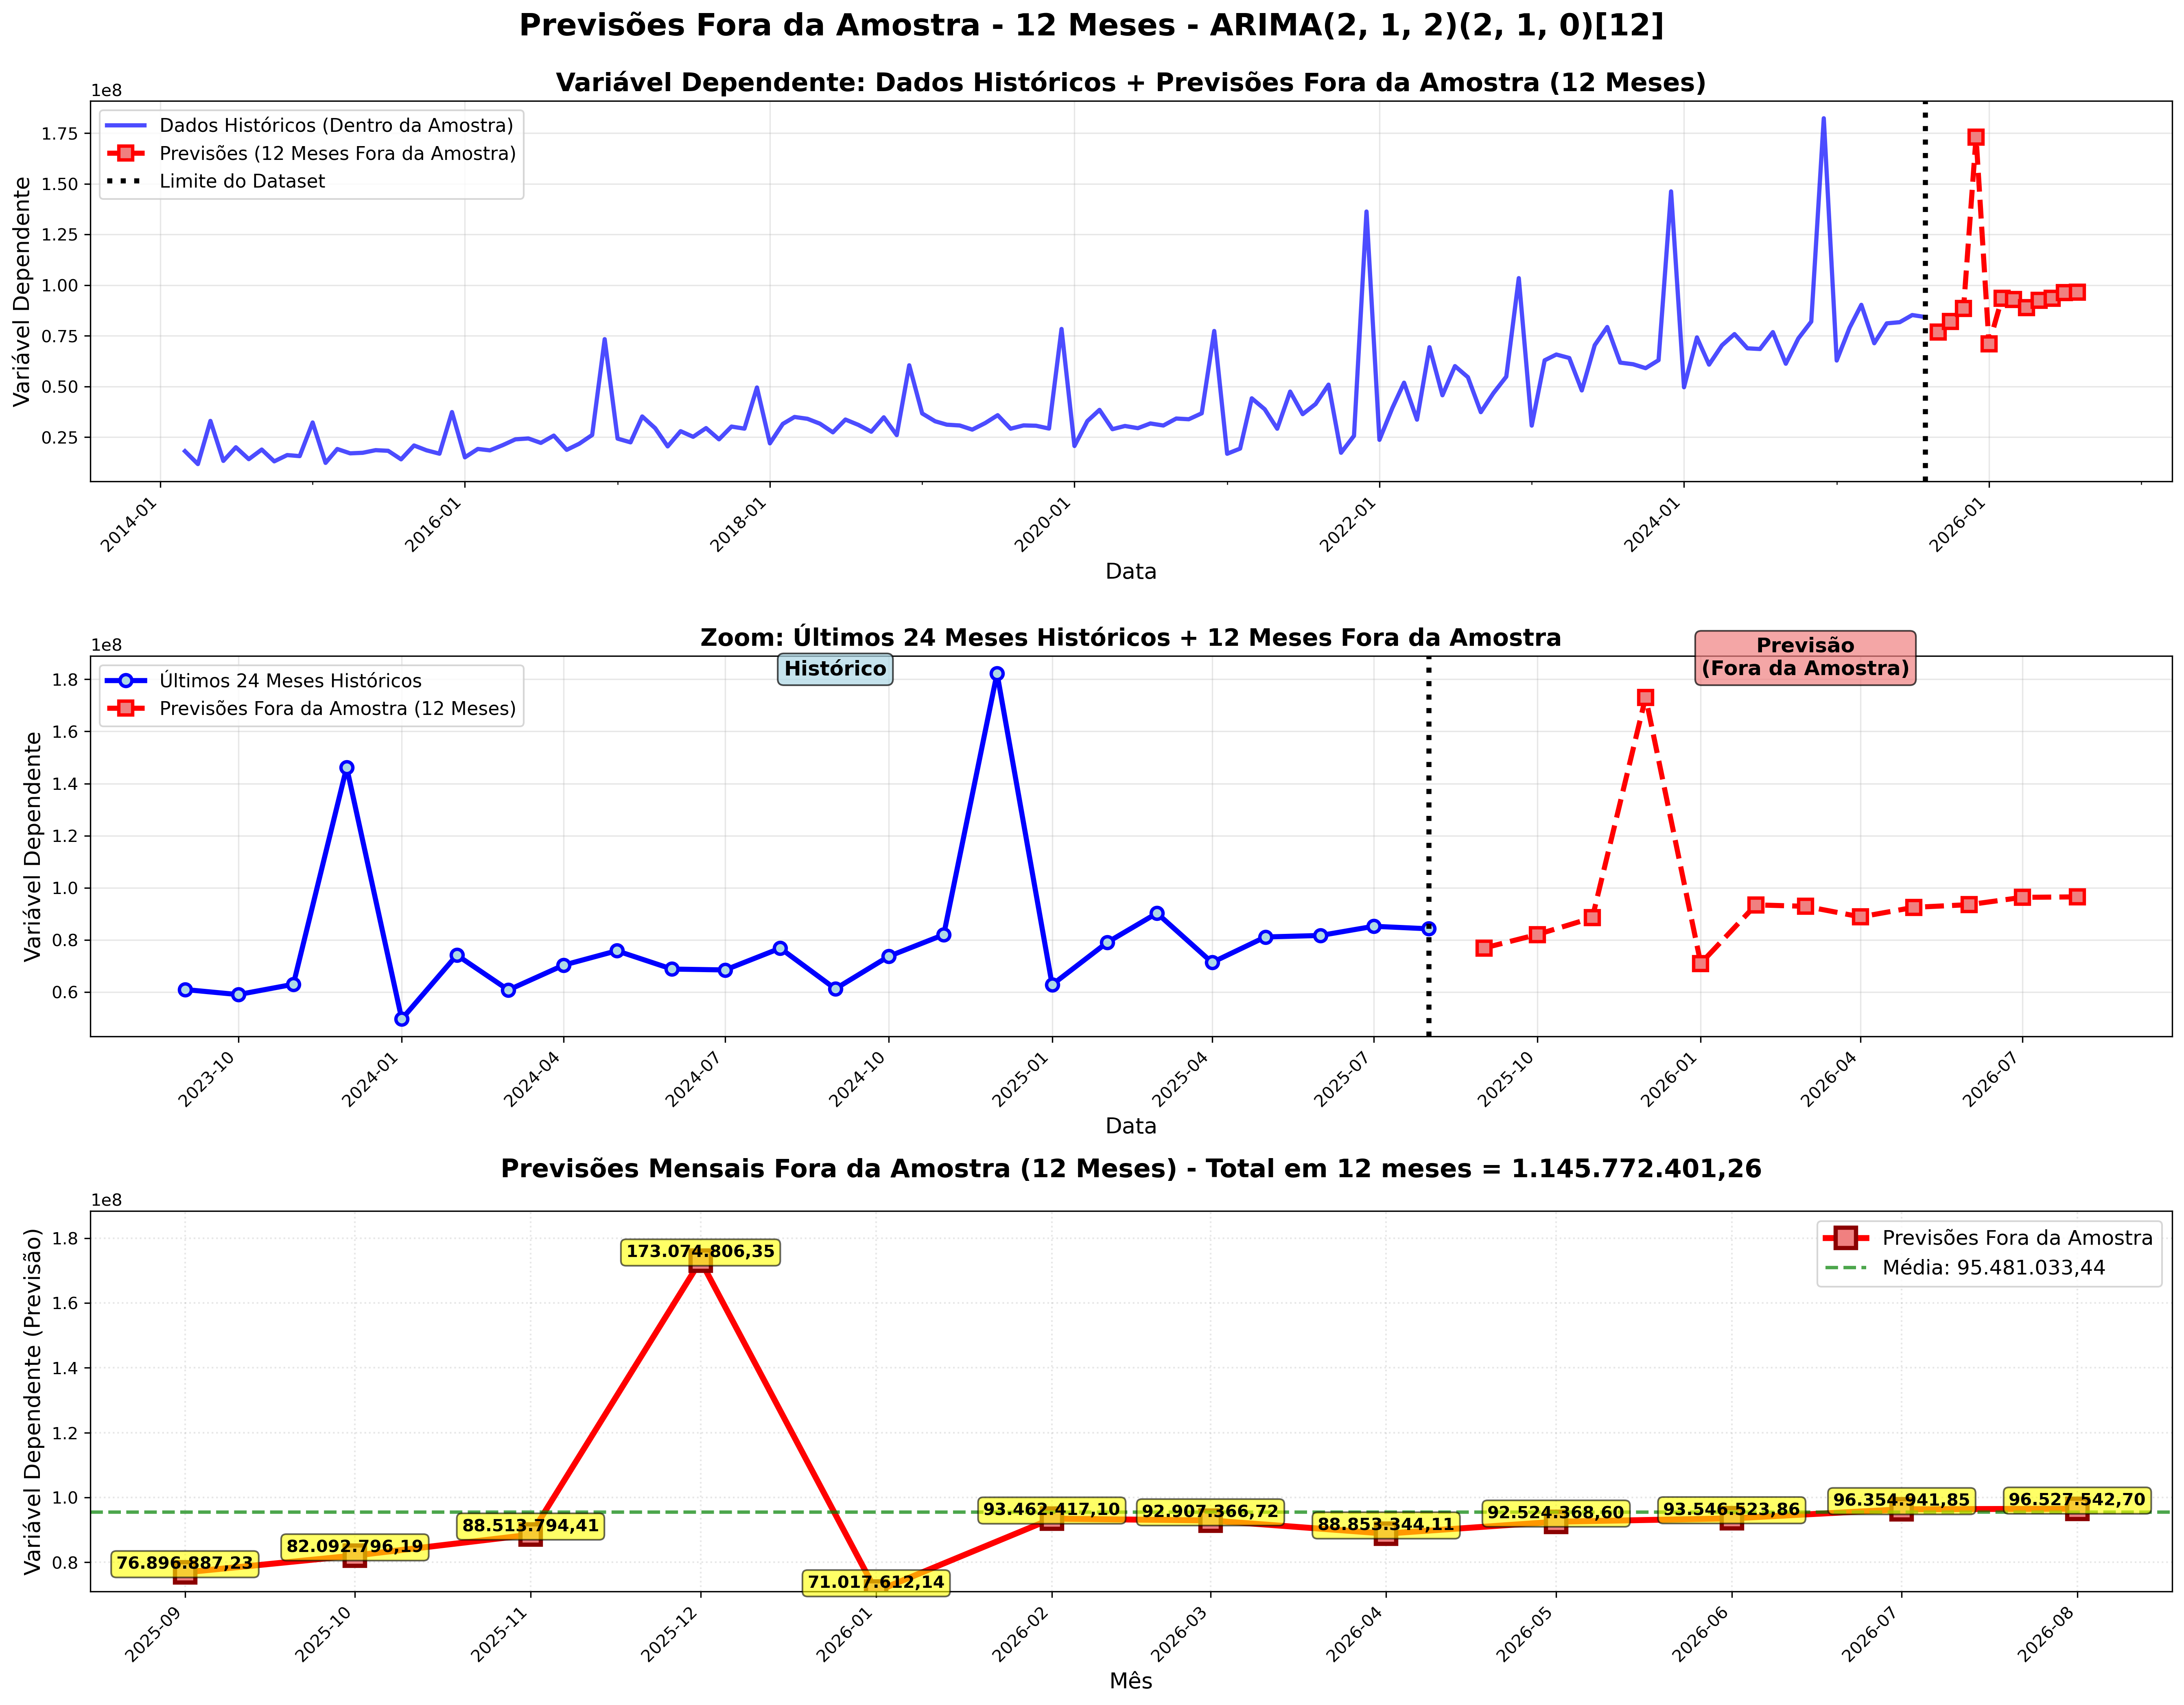 Previsões Fora da Amostra - 12 Meses - ARIMA(2, 1, 2)(2, 1, 0)[12]
Variável Dependente: Dados Históricos + Previsões Fora da Amostra (12 Meses)
1e8
Dados Históricos (Dentro da Amostra)
Previsões (12 Meses Fora da Amostra)
Limite do Dataset
Variável Dependente
1.75
1.50
1.25
1.00
0.75
0.50
0.25
2014-01
2016-01
2018-01
2020-01
2022-01
2024-01
2026-01
Data
Zoom: Últimos 24 Meses Históricos + 12 Meses Fora da Amostra
1e8
Últimos 24 Meses Históricos
Previsões Fora da Amostra (12 Meses)
Histórico
Previsão
(Fora da Amostra)
Variável Dependente
1.8
1.6
1.4
1.2
1.0
0.8
0.6
2023-10
2024-01
2024-04
2024-07
2024-10
2025-01
2025-04
2025-07
2025-10
2026-01
2026-04
2026-07
Data
Previsões Mensais Fora da Amostra (12 Meses) - Total em 12 meses = 1.145.772.401,26
1e8
Previsões Fora da Amostra
Média: 95.481.033,44
Variável Dependente (Previsão)
1.8
1.6
1.4
1.2
1.0
0.8
76.896.887,23
82.092.796,19
88.513.794,41
173.074.806,35
71.017.612,14
93.462.417,10
92.907.366,72
88.853.344,11
92.524.368,60
93.546.523,86
96.354.941,85
96.527.542,70
2025-09
2025-10
2025-11
2025-12
2026-01
2026-02
2026-03
2026-04
2026-05
2026-06
2026-07
2026-08
Mês